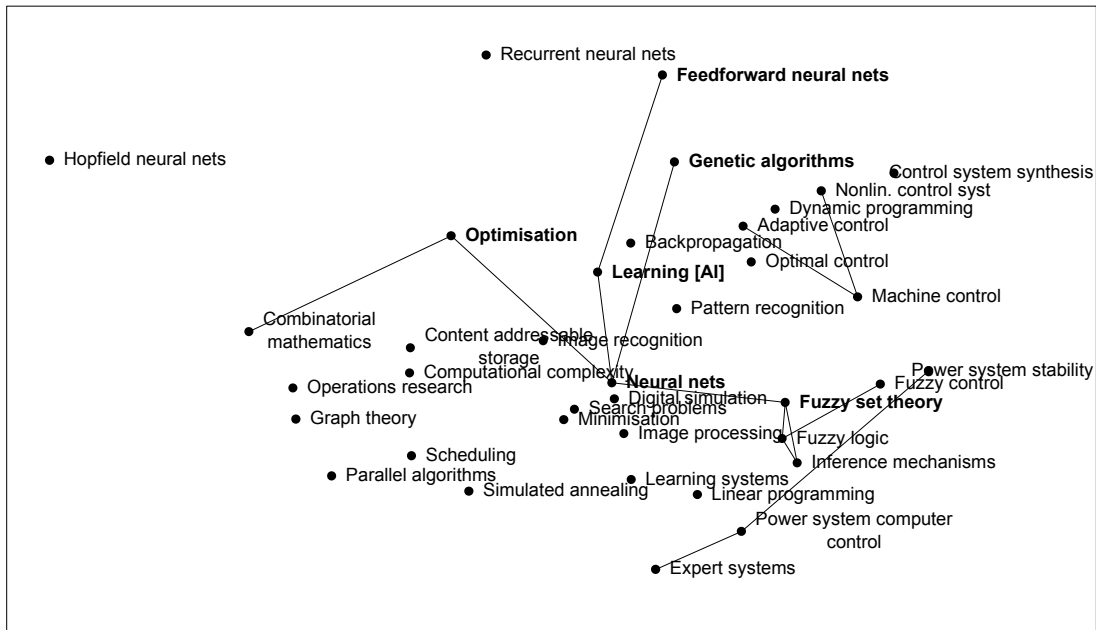 Recurrent neural nets
Feedforward neural nets
Hopfield neural nets
Genetic algorithms
Control system synthesis
Nonlin. control syst
Dynamic programming
Adaptive control
Optimisation
Backpropagation
Optimal control
Learning [AI]
Machine control
Pattern recognition
Combinatorial
mathematics
Content addressable
storage
Image recognition
Computational complexity
Power system stability
Neural nets
Fuzzy control
Operations research
Digital simulation
Fuzzy set theory
Search problems
Graph theory
Minimisation
Image processing
Fuzzy logic
Scheduling
Inference mechanisms
Parallel algorithms
Learning systems
Simulated annealing
Linear programming
Power system computer
control
Expert systems